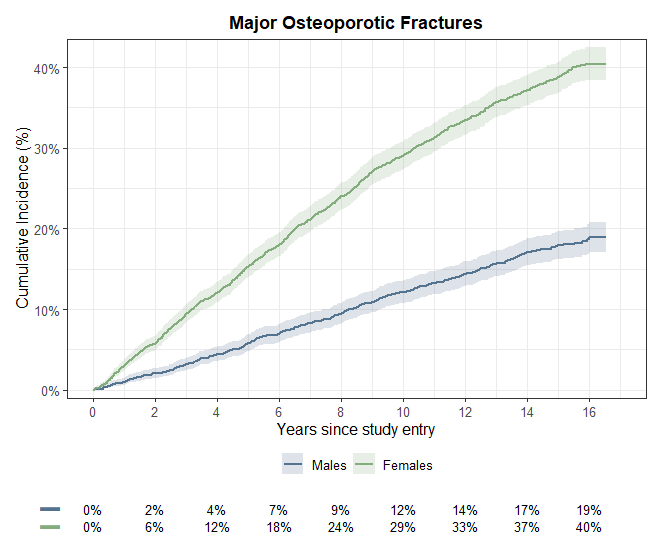 Major Osteoporotic Fractures
Cumulative Incidence (%)
40%
30%
20%
10%
0%
0 2 4 6 8 10 12 14 16
Years since study entry
Males Females
0% 2% 4% 7% 9% 12% 14% 17% 19%
0% 6% 12% 18% 24% 29% 33% 37% 40%